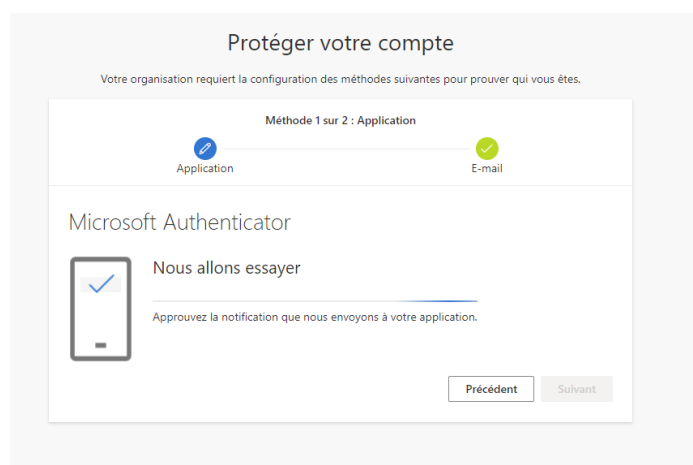 Protéger votre compte
Votre organisation requiert la configuration des méthodes suivantes pour prouver qui vous êtes.
Méthode 1 sur 2 : Application
Application
E-mail
Microsoft Authenticator
Nous allons essayer
Approuvez la notification que nous envoyons à votre application.
Précédent
Suivant